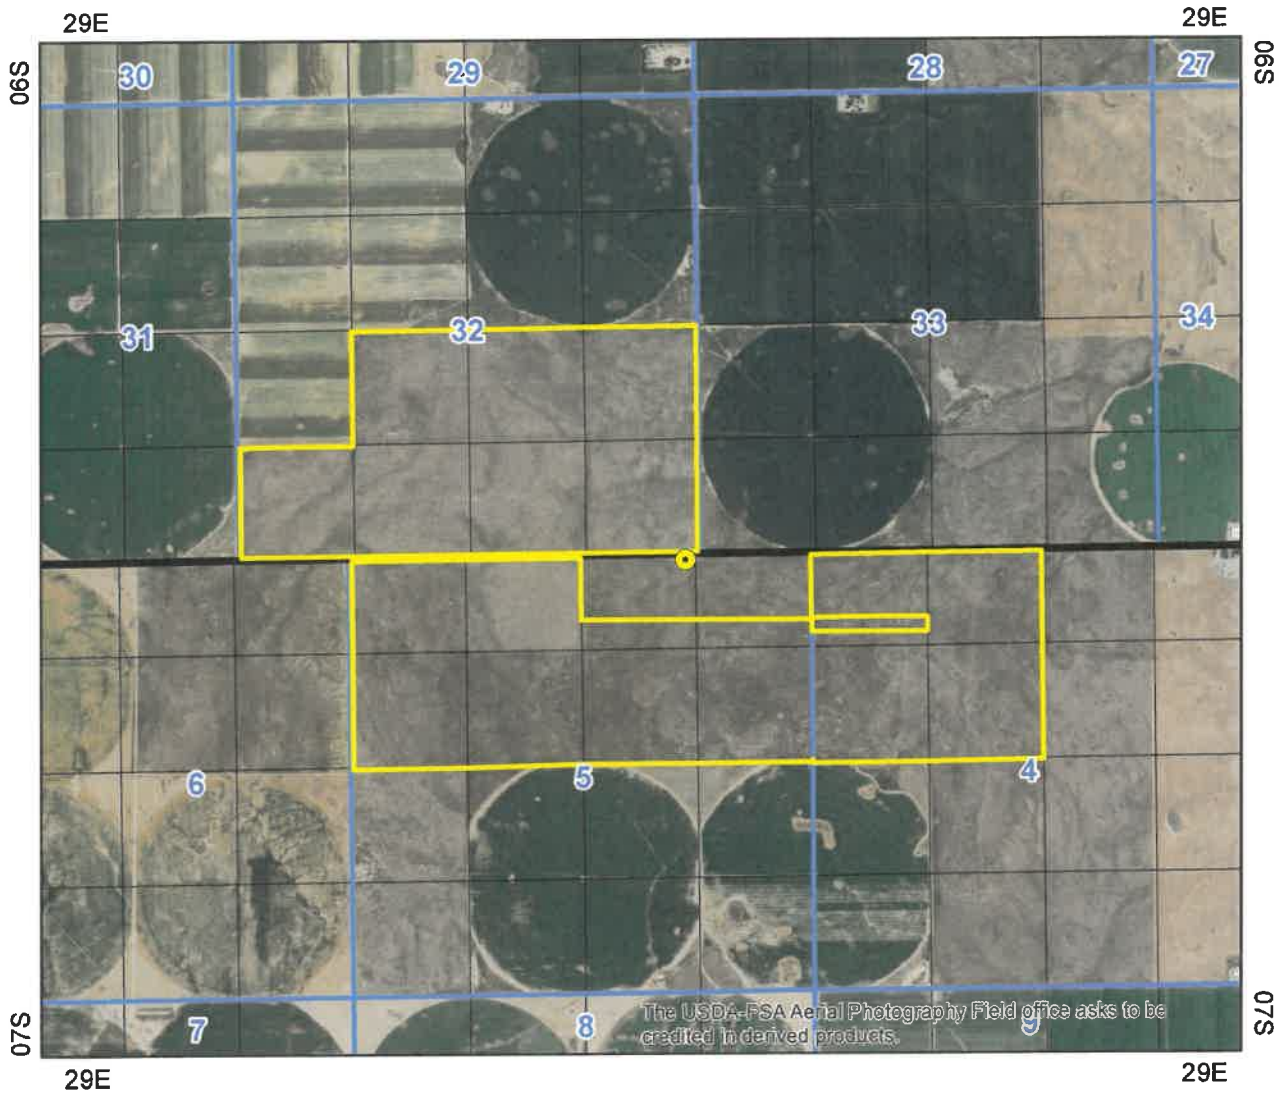 29E 29E
06S 06S
30 29 28 27
31 32 33 34
6 5 4
7 8 9
The USDA-FSA Aerial Photography Field office asks to be
credited in derived products.
07S 07S
29E 29E